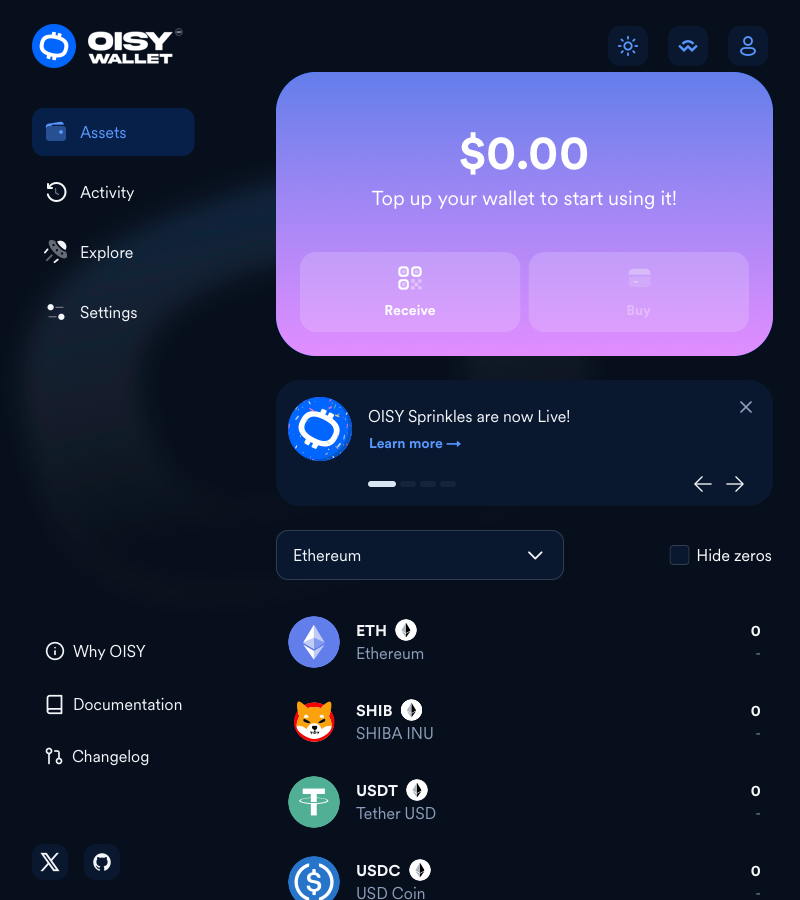 OISY
WALLET
Assets
Activity
Explore
Settings
Why OISY
Documentation
Changelog
$0.00
Top up your wallet to start using it!
Receive
Buy
OISY Sprinkles are now Live!
Learn more →
Ethereum
Hide zeros
ETH 0
Ethereum -
SHIB 0
SHIBA INU -
USDT 0
Tether USD -
USDC 0
USD Coin -